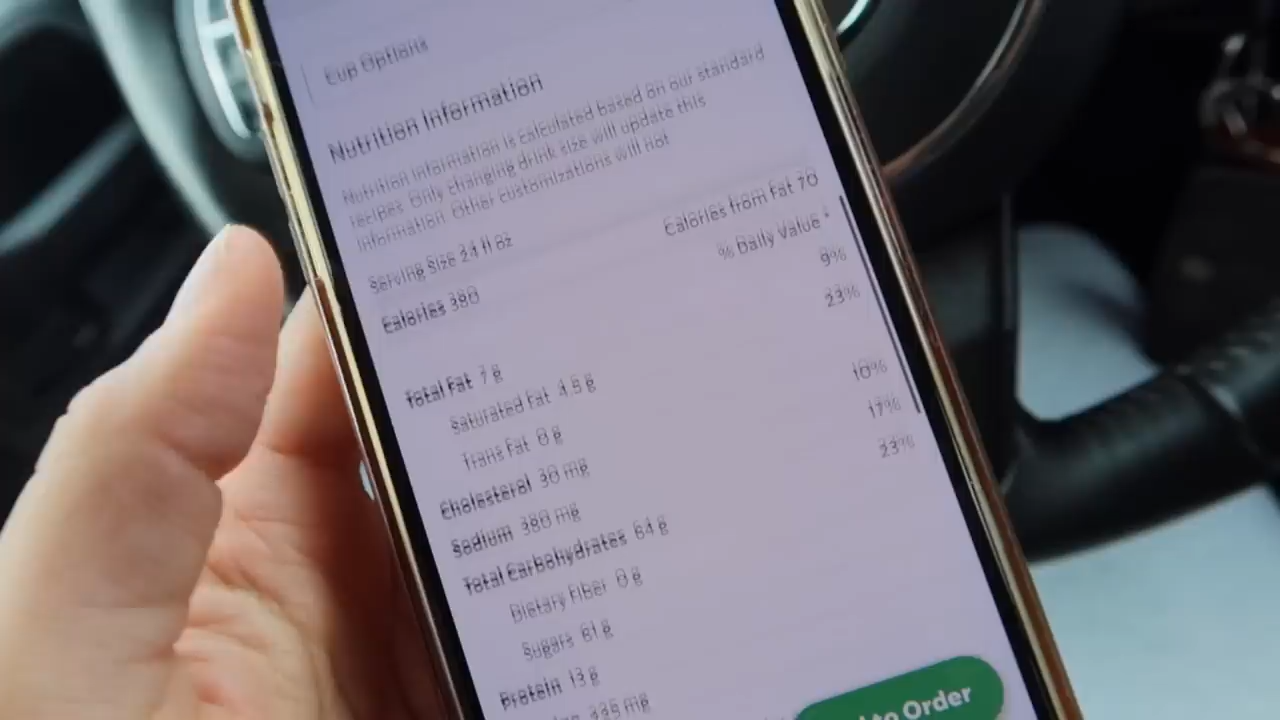 Cup Options
Nutrition Information
Nutrition information is calculated based on our standard
recipes. Only changing drink size will update this
information. Other customizations will not
Serving Size 24 fl oz
Calories 380 Calories from Fat 70
% Daily Value *
Total Fat 7 g 9%
Saturated Fat 4.5 g 23%
Trans Fat 0 g
Cholesterol 30 mg 10%
Sodium 380 mg 17%
Total Carbohydrates 64 g 23%
Dietary Fiber 0 g
Sugars 61 g
Protein 13 g
mg
to Order